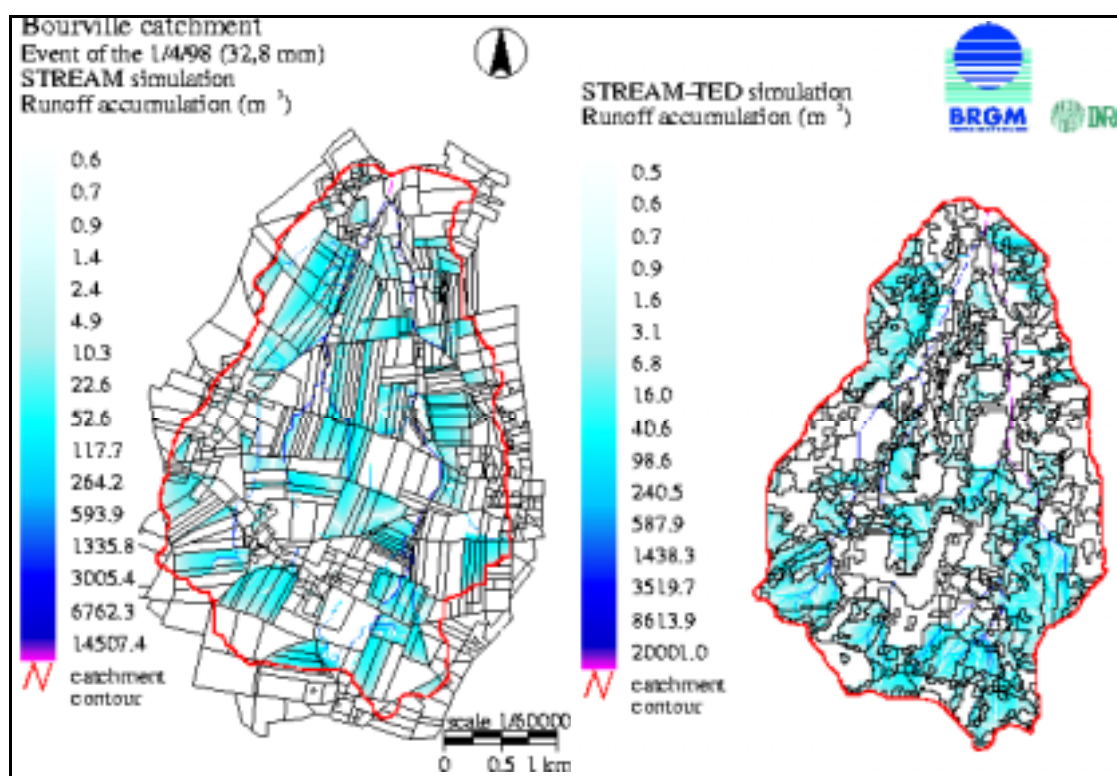 Bourville catchment
Event of the 1/4/98 (32,8 mm)
STREAM simulation
Runoff accumulation (m ³)
0.6
0.7
0.9
1.4
2.4
4.9
10.3
22.6
52.6
117.7
264.2
593.9
1335.8
3005.4
6762.3
14507.4
catchment
contour
scale 1/60000
0 0.5 1 km
STREAM-TED simulation
Runoff accumulation (m ³)
0.5
0.6
0.7
0.9
1.6
3.1
6.8
16.0
40.6
98.6
240.5
587.9
1438.3
3519.7
8613.9
20001.0
catchment
contour
BRGM